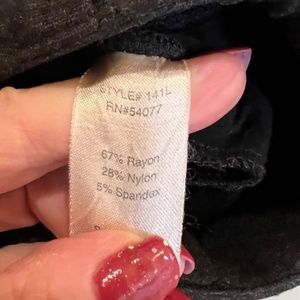 STYLE# 141L
RN#54077
67% Rayon
28% Nylon
5% Spandex